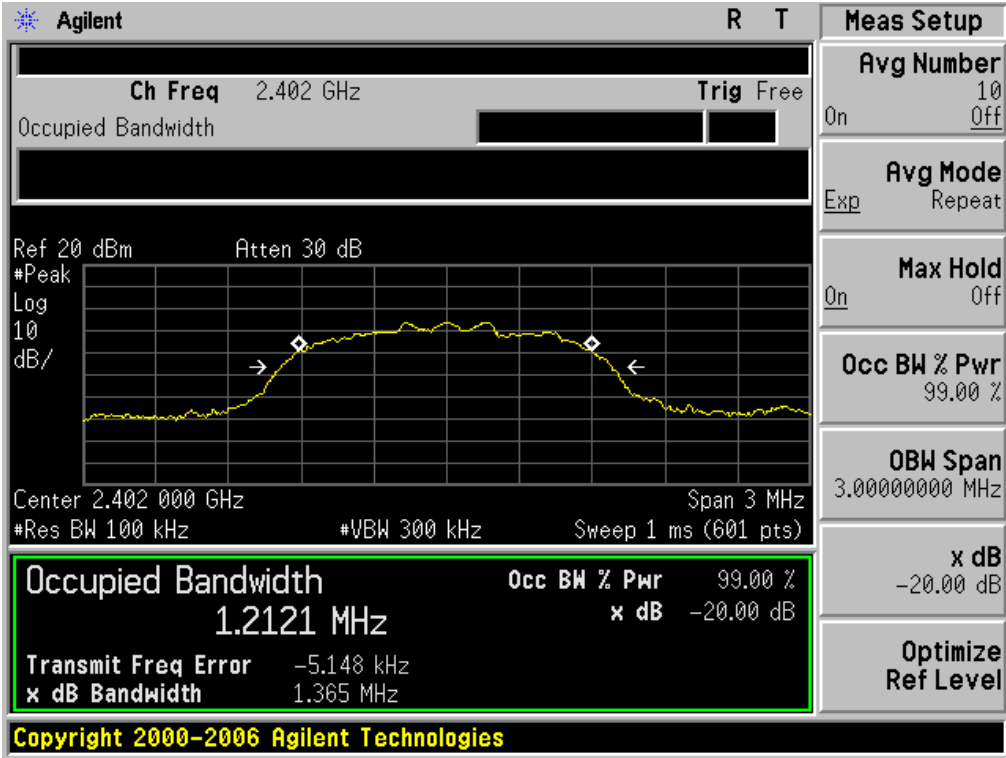 Agilent R T
Ch Freq 2.402 GHz Trig Free
Occupied Bandwidth
Ref 20 dBm Atten 30 dB
#Peak
Log
10
dB/
Center 2.402 000 GHz Span 3 MHz
#Res BW 100 kHz #VBW 300 kHz Sweep 1 ms (601 pts)
Occupied Bandwidth Occ BW % Pwr 99.00 %
1.2121 MHz x dB -20.00 dB
Transmit Freq Error -5.148 kHz
x dB Bandwidth 1.365 MHz
Copyright 2000-2006 Agilent Technologies
Meas Setup
Avg Number
10
On Off
Avg Mode
Exp Repeat
Max Hold
On Off
Occ BW % Pwr
99.00 %
OBW Span
3.00000000 MHz
x dB
-20.00 dB
Optimize
Ref Level